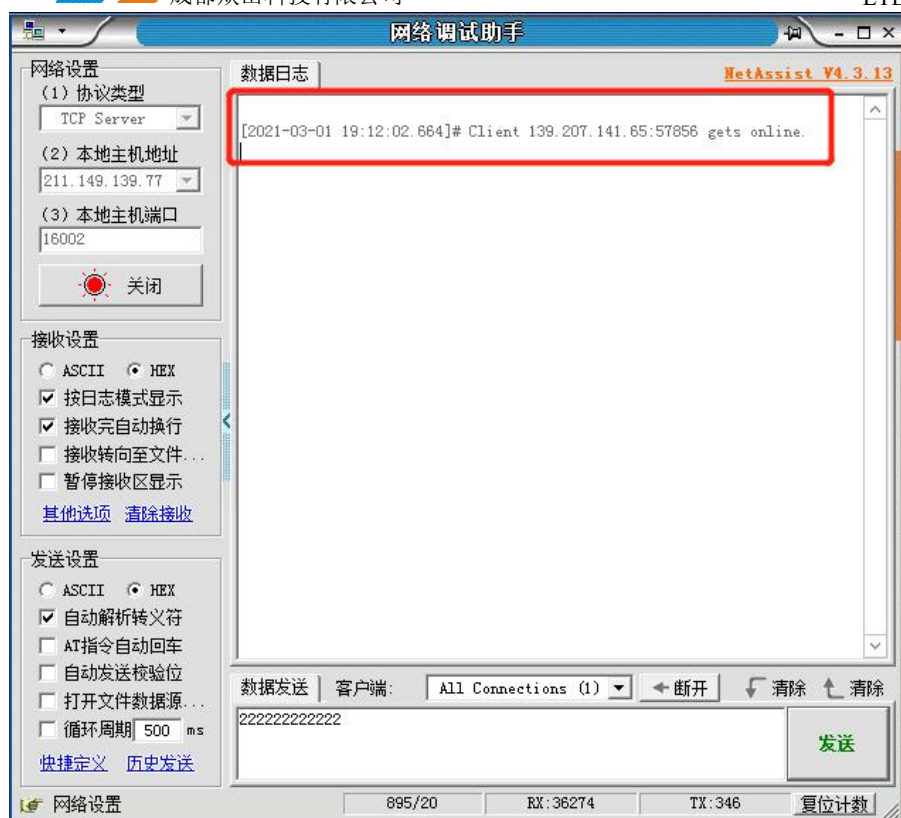 网络调试助手
网络设置
(1) 协议类型
TCP Server
(2) 本地主机地址
211.149.139.77
(3) 本地主机端口
16002
关闭
接收设置
ASCII HEX
按日志模式显示
接收完自动换行
接收转向至文件...
暂停接收区显示
其他选项 清除接收
发送设置
ASCII HEX
自动解析转义符
AT指令自动回车
自动发送校验位
打开文件数据源...
循环周期 500 ms
快捷定义 历史发送
数据日志 NetAssist V4.3.13
[2021-03-01 19:12:02.664]# Client 139.207.141.65:57856 gets online.
数据发送 客户端: All Connections (1) 断开 清除 清除
222222222222
发送
网络设置 895/20 RX:36274 TX:346 复位计数